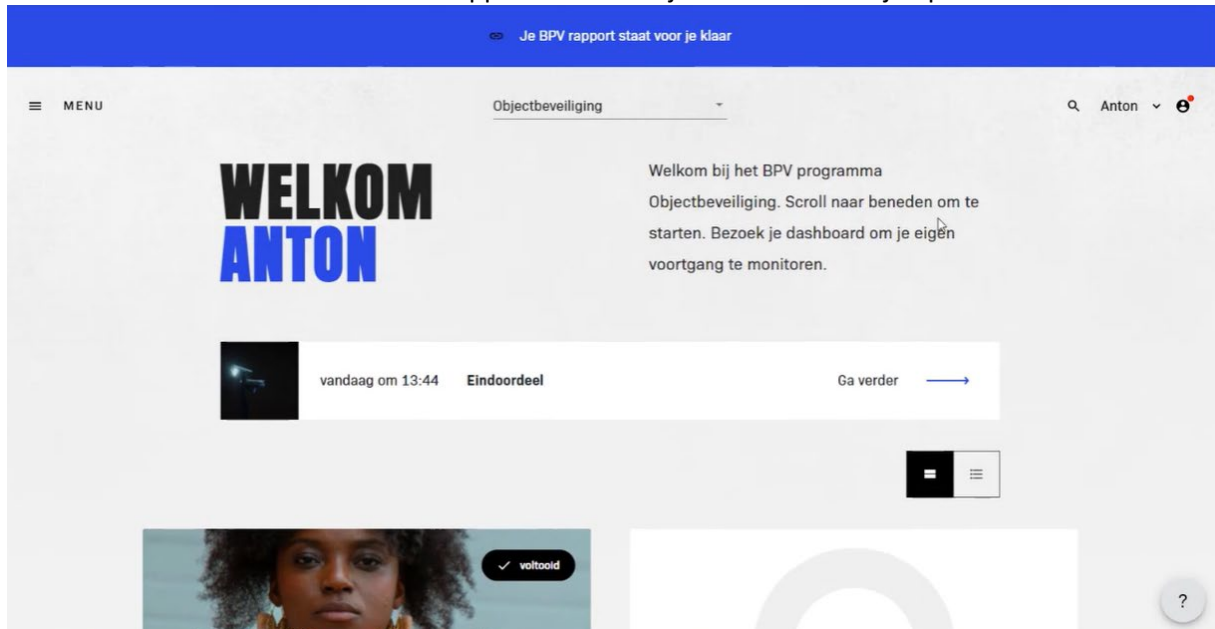 Je BPV rapport staat voor je klaar
MENU
Objectbeveiliging
Anton
WELKOM
ANTON
Welkom bij het BPV programma
Objectbeveiliging. Scroll naar beneden om te
starten. Bezoek je dashboard om je eigen
voortgang te monitoren.
vandaag om 13:44 Eindoordeel Ga verder
voltooid
?